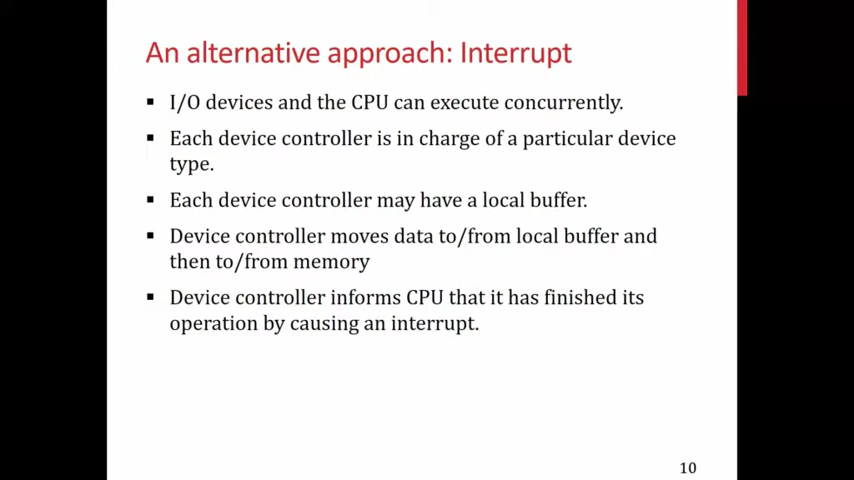 An alternative approach: Interrupt
▪ I/O devices and the CPU can execute concurrently.
▪ Each device controller is in charge of a particular device
type.
▪ Each device controller may have a local buffer.
▪ Device controller moves data to/from local buffer and
then to/from memory
▪ Device controller informs CPU that it has finished its
operation by causing an interrupt.
10